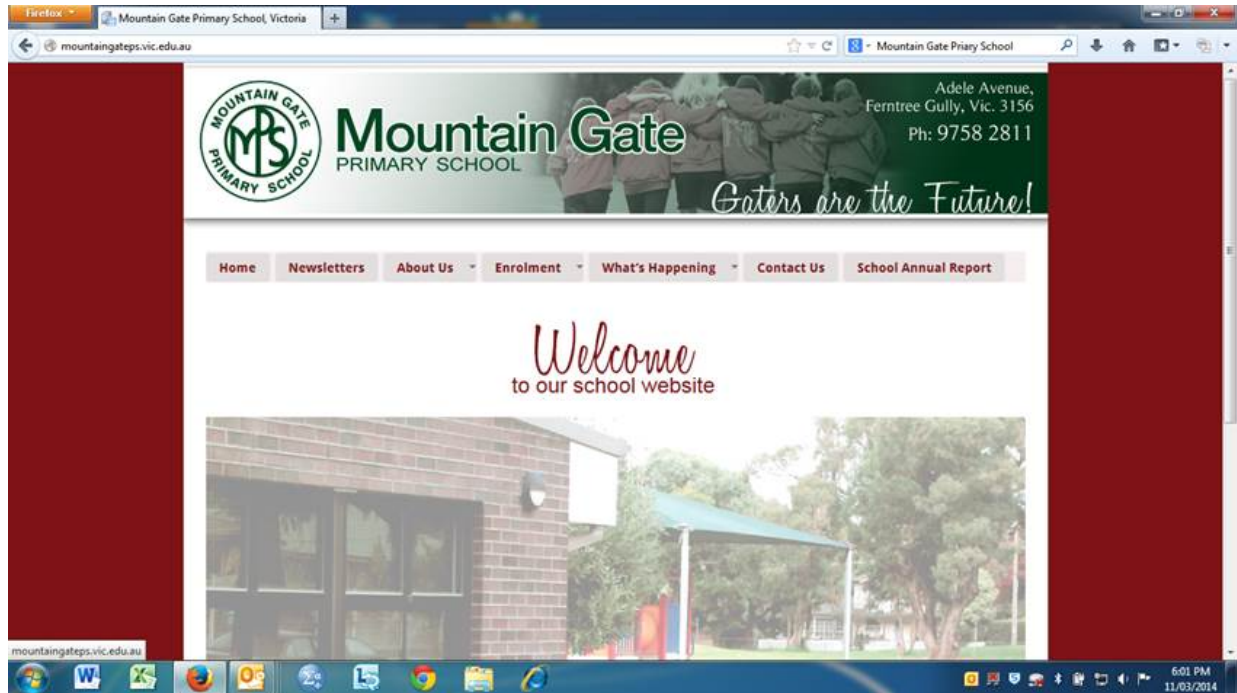 Firefox
Mountain Gate Primary School, Victoria
mountaingateps.vic.edu.au
Mountain Gate Priary School
MOUNTAIN GATE
MPS
PRIMARY SCHOOL
Mountain Gate
PRIMARY SCHOOL
Adele Avenue,
Ferntree Gully, Vic. 3156
Ph: 9758 2811
Gaters are the Future!
Home Newsletters About Us Enrolment What's Happening Contact Us School Annual Report
Welcome
to our school website
mountaingateps.vic.edu.au
6:01 PM
11/03/2014